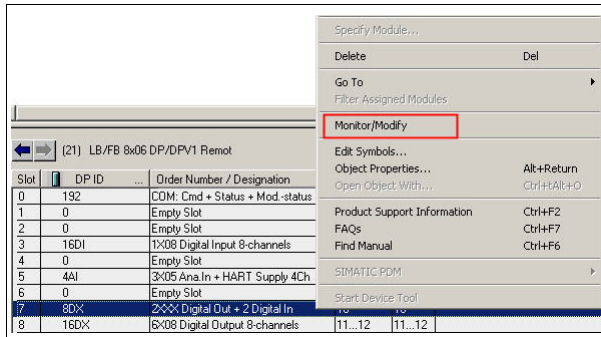 Specify Module...
Delete Del
Go To
Filter Assigned Modules
Monitor/Modify
Edit Symbols...
Object Properties... Alt+Return
Open Object With... Ctrl+Alt+O
Product Support Information Ctrl+F2
FAQs Ctrl+F7
Find Manual Ctrl+F6
SIMATIC PDM
Start Device Tool
(21) LB/FB 8x06 DP/DPV1 Remot
Slot DP ID ... Order Number / Designation
0 192 COM: Cmd + Status + Mod.-status
1 0 Empty Slot
2 0 Empty Slot
3 16DI 1X08 Digital Input 8-channels
4 0 Empty Slot
5 4AI 3X05 Ana.In + HART Supply 4Ch
6 0 Empty Slot
7 8DX 2XXX Digital Out + 2 Digital In 10 10
8 16DX 6X08 Digital Output 8-channels 11...12 11...12